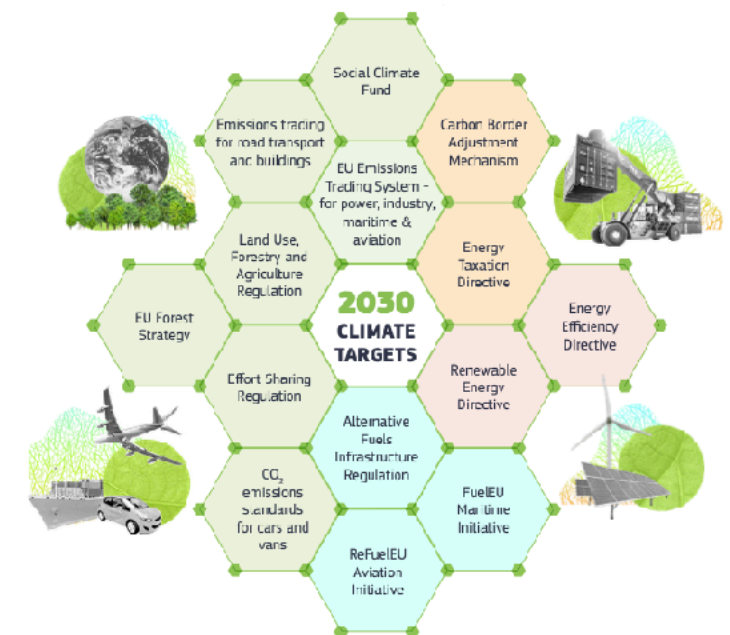 Social Climate
Fund
Emissions trading
for road transport
and buildings
Carbon Border
Adjustment
Mechanism
EU Emissions
Trading System -
for power, industry,
maritime &
aviation
Land Use,
Forestry and
Agriculture
Regulation
Energy
Taxation
Directive
2030
CLIMATE
TARGETS
EU Forest
Strategy
Energy
Efficiency
Directive
Effort Sharing
Regulation
Renewable
Energy
Directive
Alternative
Fuels
Infrastructure
Regulation
CO₂
emissions
standards
for cars and
vans
FuelEU
Maritime
Initiative
ReFuelEU
Aviation
Initiative